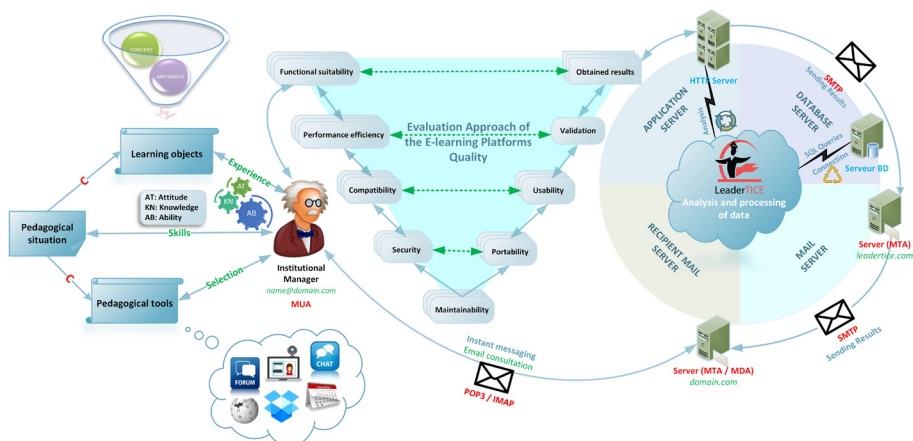 CONTENT
METADAYA
Learning objects
C
Experience
AT: Attitude
KN: Knowledge
AB: Ability
AT
KN
AB
Pedagogical
situation
Skills
C
Selection
Pedagogical tools
Institutional
Manager
name@domain.com
MUA
FORUM
CHAT
Functional suitability
Obtained results
Performance efficiency
Evaluation Approach of
the E-learning Platforms
Quality
Validation
Compatibility
Usability
Security
Portability
Maintainability
Instant messaging
Email consultation
POP3 / IMAP
HTTP Server
APPLICATION
SERVER
Analysis
DATABASE
SERVER
SMTP
Sending Results
SQL Queries
Connection
Serveur BD
LeaderTICE
Analysis and processing
of data
RECIPIENT MAIL
SERVER
MAIL
SERVER
Server (MTA)
leadertice.com
SMTP
Sending Results
Server (MTA / MDA)
domain.com